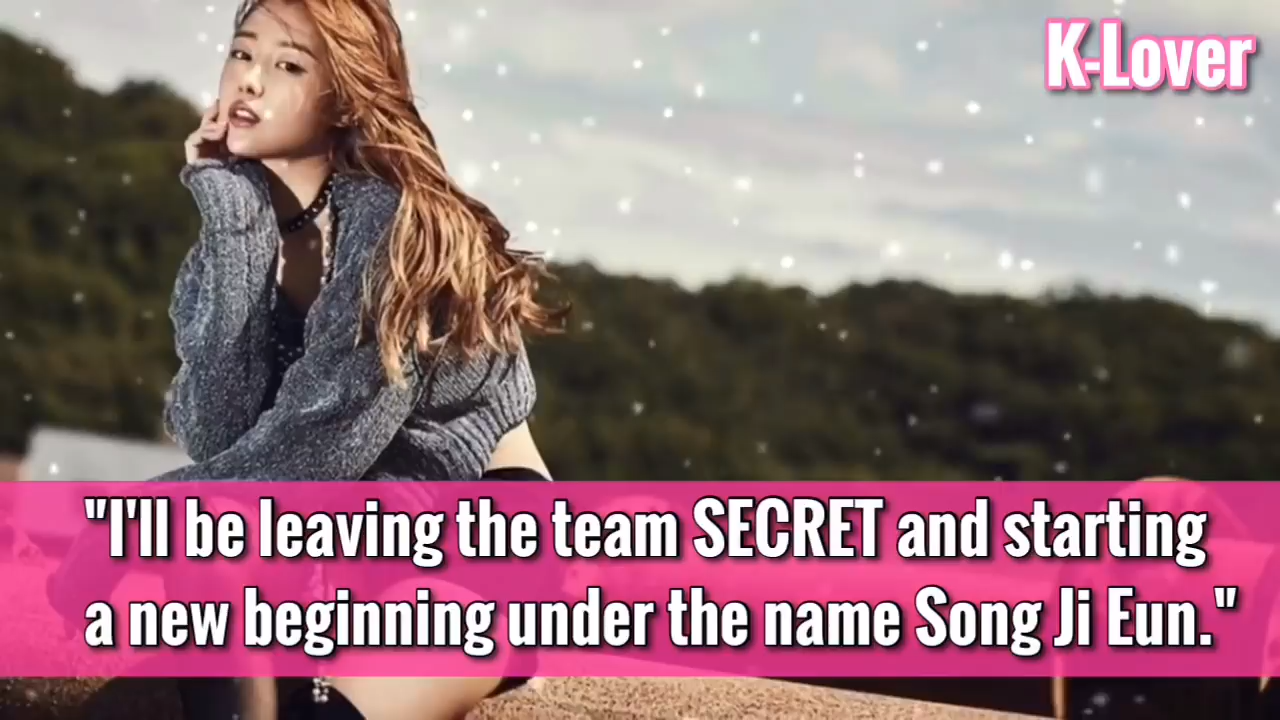 K-Lover
"I'll be leaving the team SECRET and starting
a new beginning under the name Song Ji Eun."